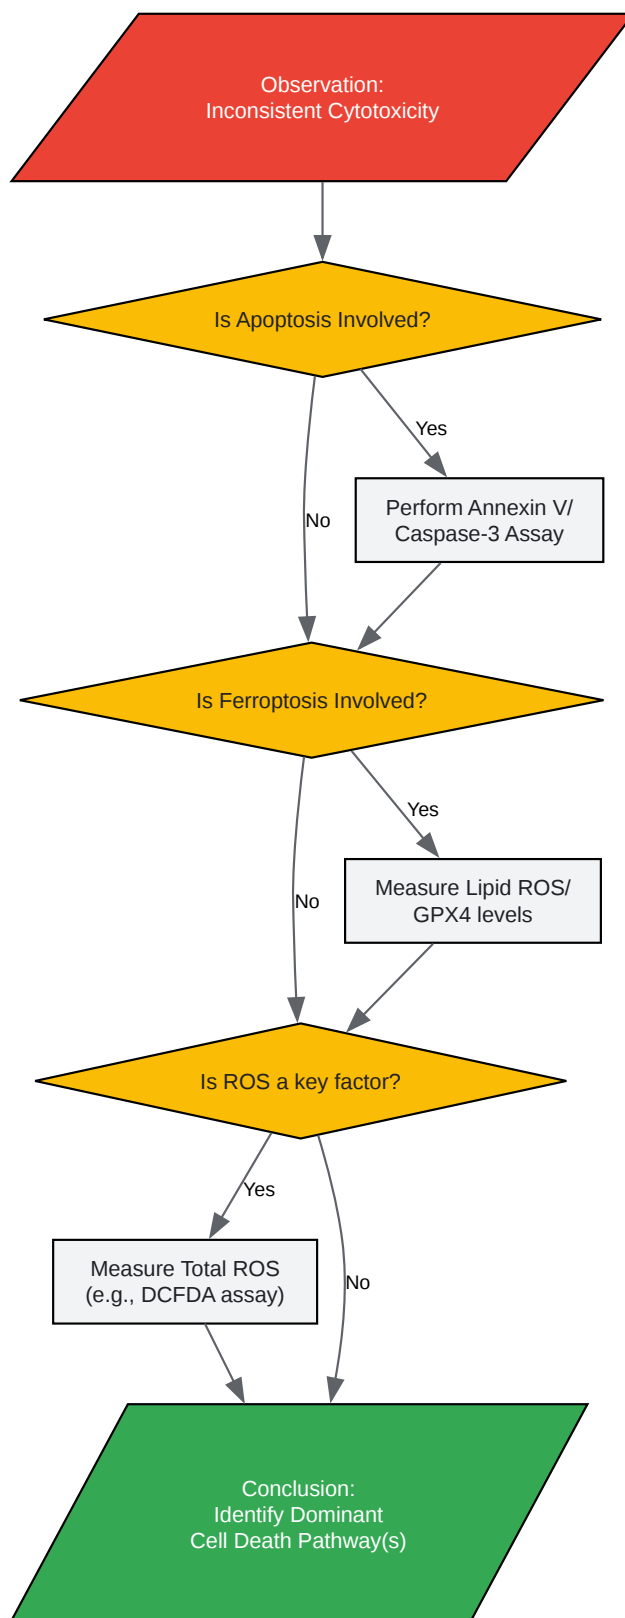 Observation:
Inconsistent Cytotoxicity
Is Apoptosis Involved?
Yes
No
Perform Annexin V/
Caspase-3 Assay
Is Ferroptosis Involved?
Yes
No
Measure Lipid ROS/
GPX4 levels
Is ROS a key factor?
Yes
No
Measure Total ROS
(e.g., DCFDA assay)
Conclusion:
Identify Dominant
Cell Death Pathway(s)